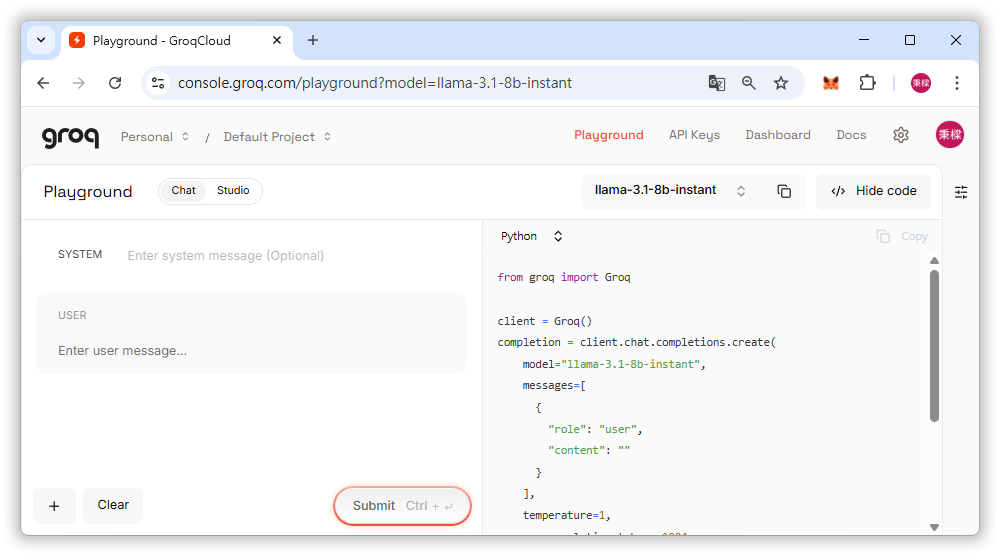 Playground - GroqCloud
console.groq.com/playground?model=llama-3.1-8b-instant
秉樑
groq
Personal / Default Project
Playground API Keys Dashboard Docs
秉樑
Playground
Chat Studio
llama-3.1-8b-instant
Hide code
SYSTEM Enter system message (Optional)
USER
Enter user message...
+ Clear
Submit Ctrl + ⏎
Python
Copy
from groq import Groq
client = Groq()
completion = client.chat.completions.create(
    model="llama-3.1-8b-instant",
    messages=[
      {
        "role": "user",
        "content": ""
      }
    ],
    temperature=1,